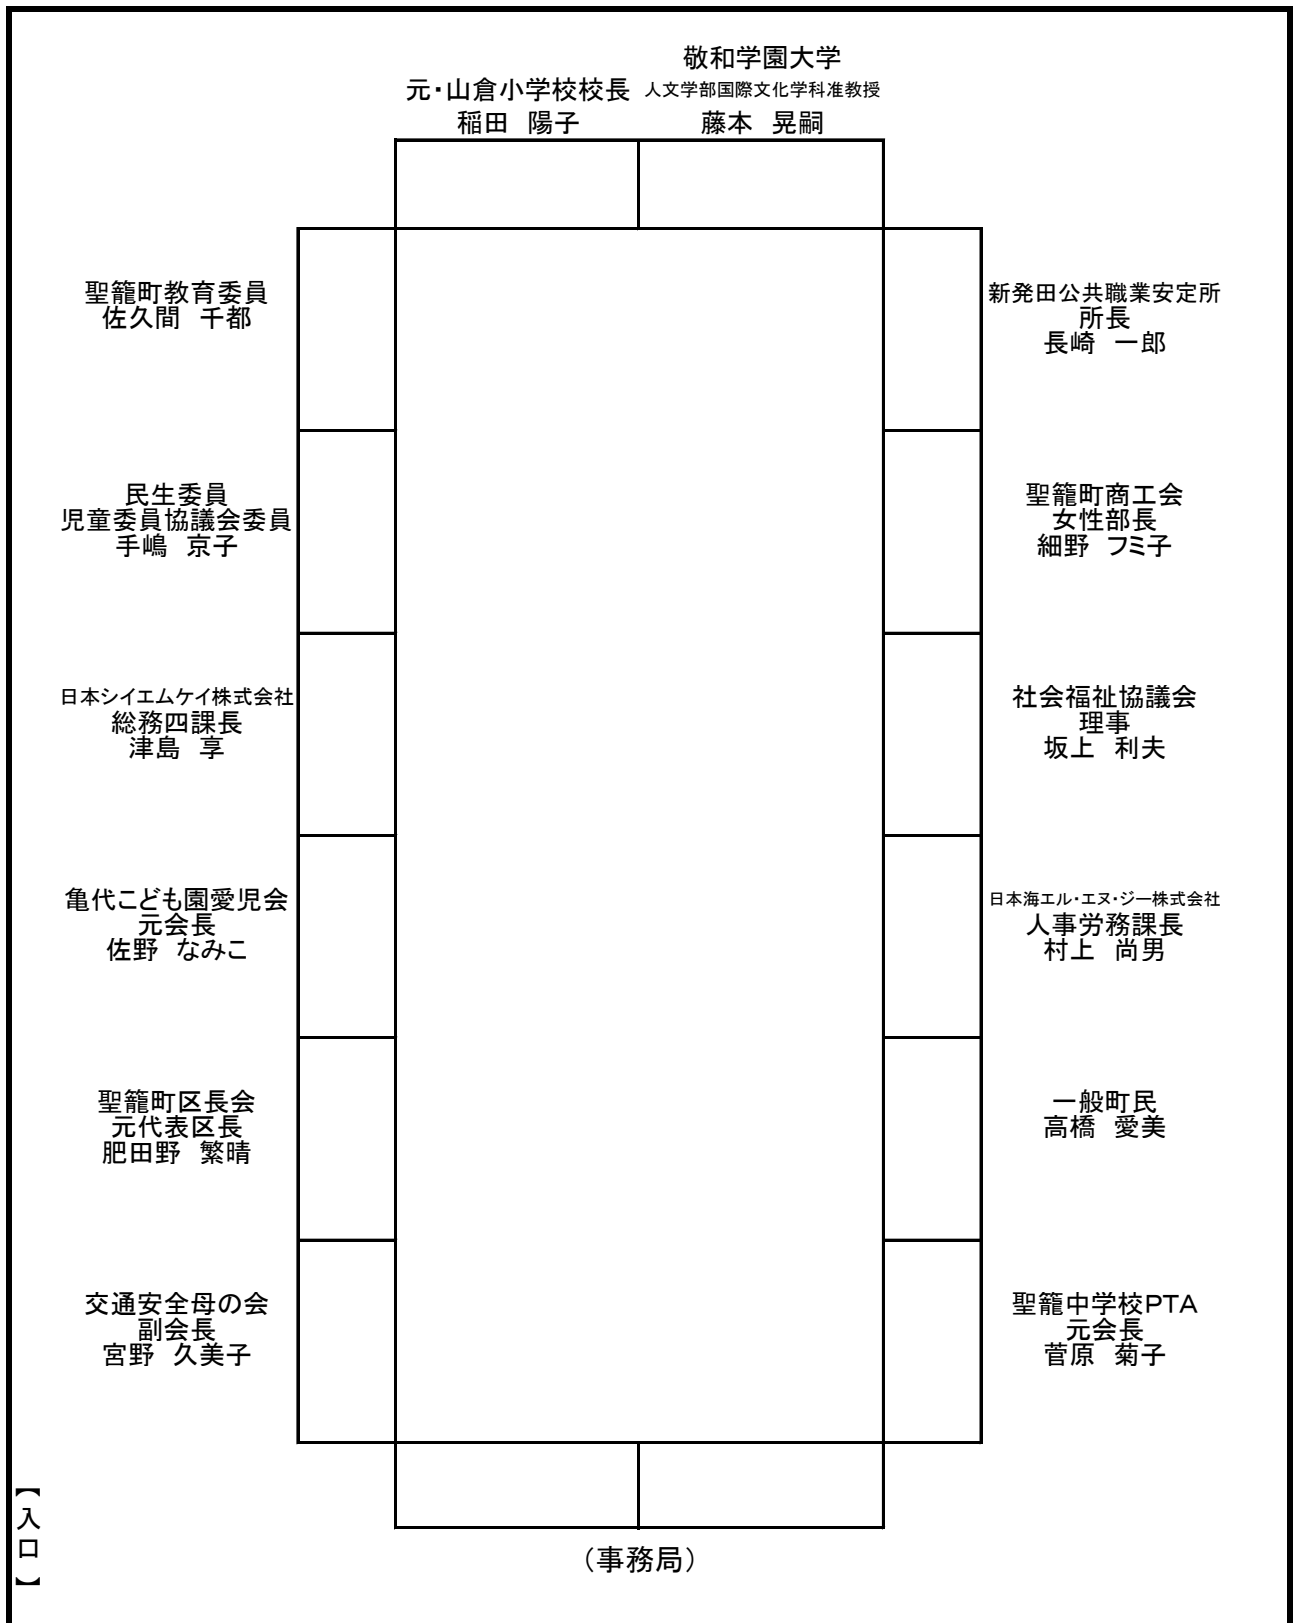 元・山倉小学校校長
稲田　陽子
敬和学園大学
人文学部国際文化学科准教授
藤本　晃嗣
聖籠町教育委員
佐久間　千都
新発田公共職業安定所
所長
長崎　一郎
民生委員
児童委員協議会委員
手嶋　京子
聖籠町商工会
女性部長
細野　フミ子
日本シイエムケイ株式会社
総務四課長
津島　享
社会福祉協議会
理事
坂上　利夫
亀代こども園愛児会
元会長
佐野　なみこ
日本海エル・エヌ・ジー株式会社
人事労務課長
村上　尚男
聖籠町区長会
元代表区長
肥田野　繁晴
一般町民
高橋　愛美
交通安全母の会
副会長
宮野　久美子
聖籠中学校PTA
元会長
菅原　菊子
【入口】
（事務局）